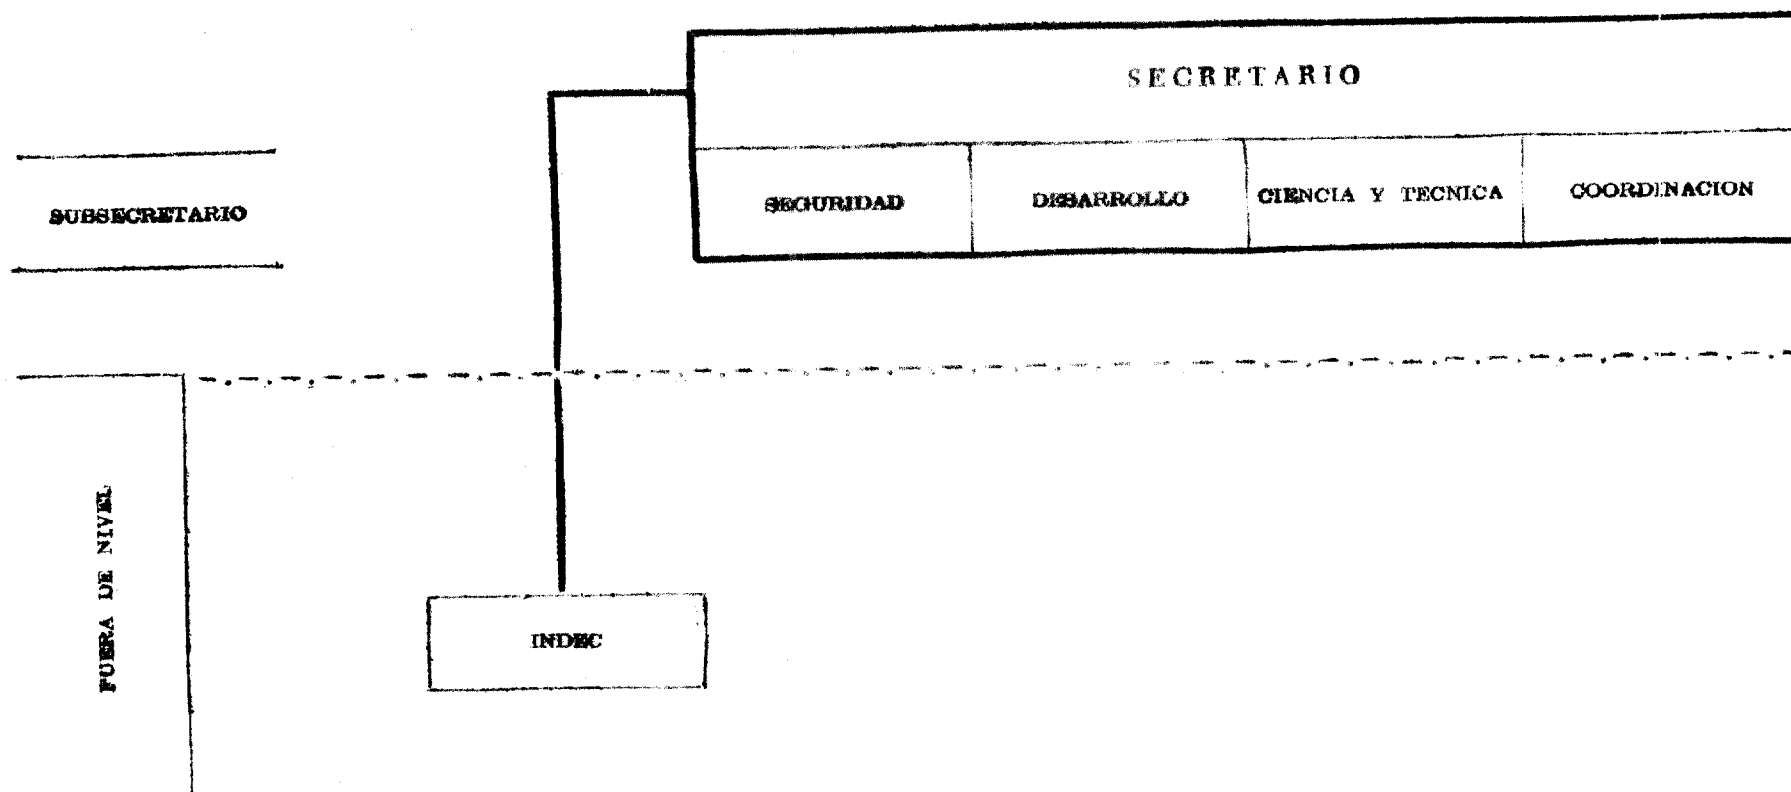 SECRETARIO
SUBSECRETARIO
SEGURIDAD
DESARROLLO
CIENCIA Y TECNICA
COORDINACION
FUERA DE NIVEL
INDEC